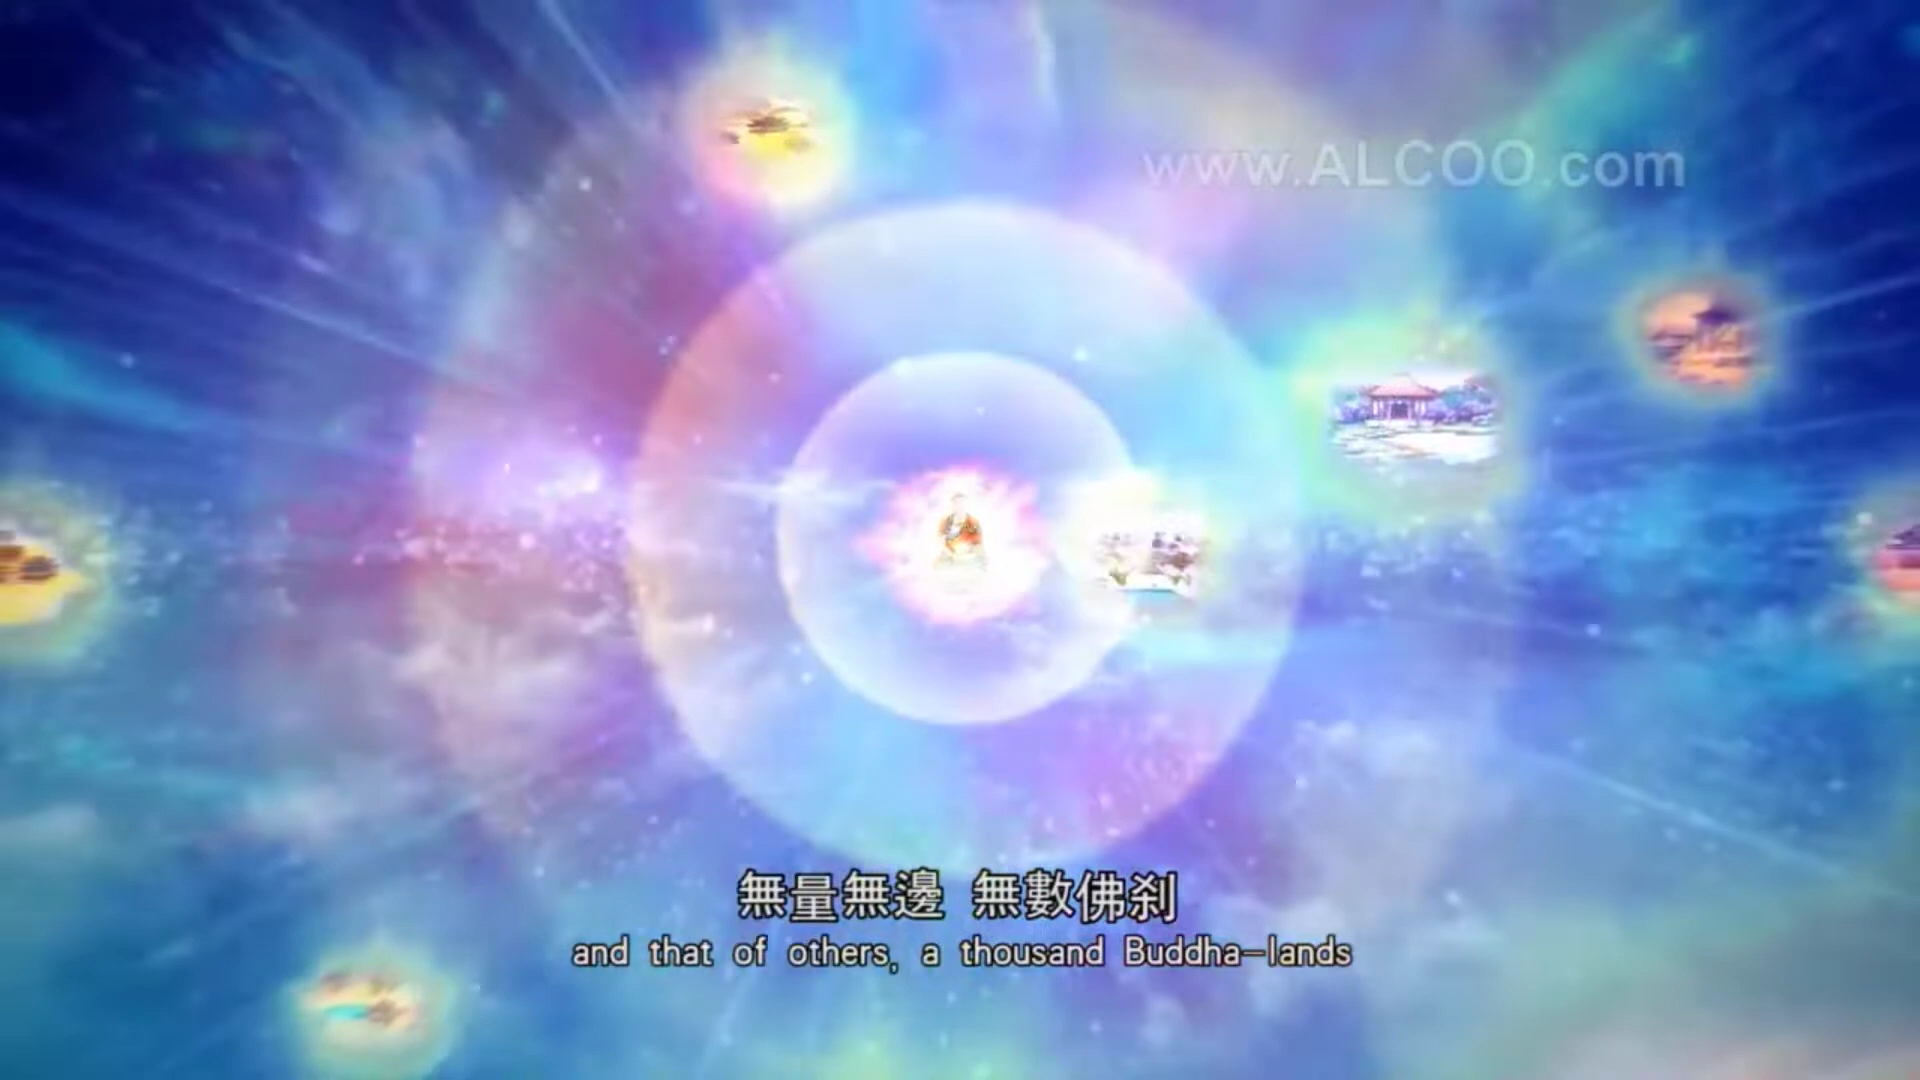 www.ALCOO.com
無量無邊 無數佛刹
and that of others, a thousand Buddha-lands